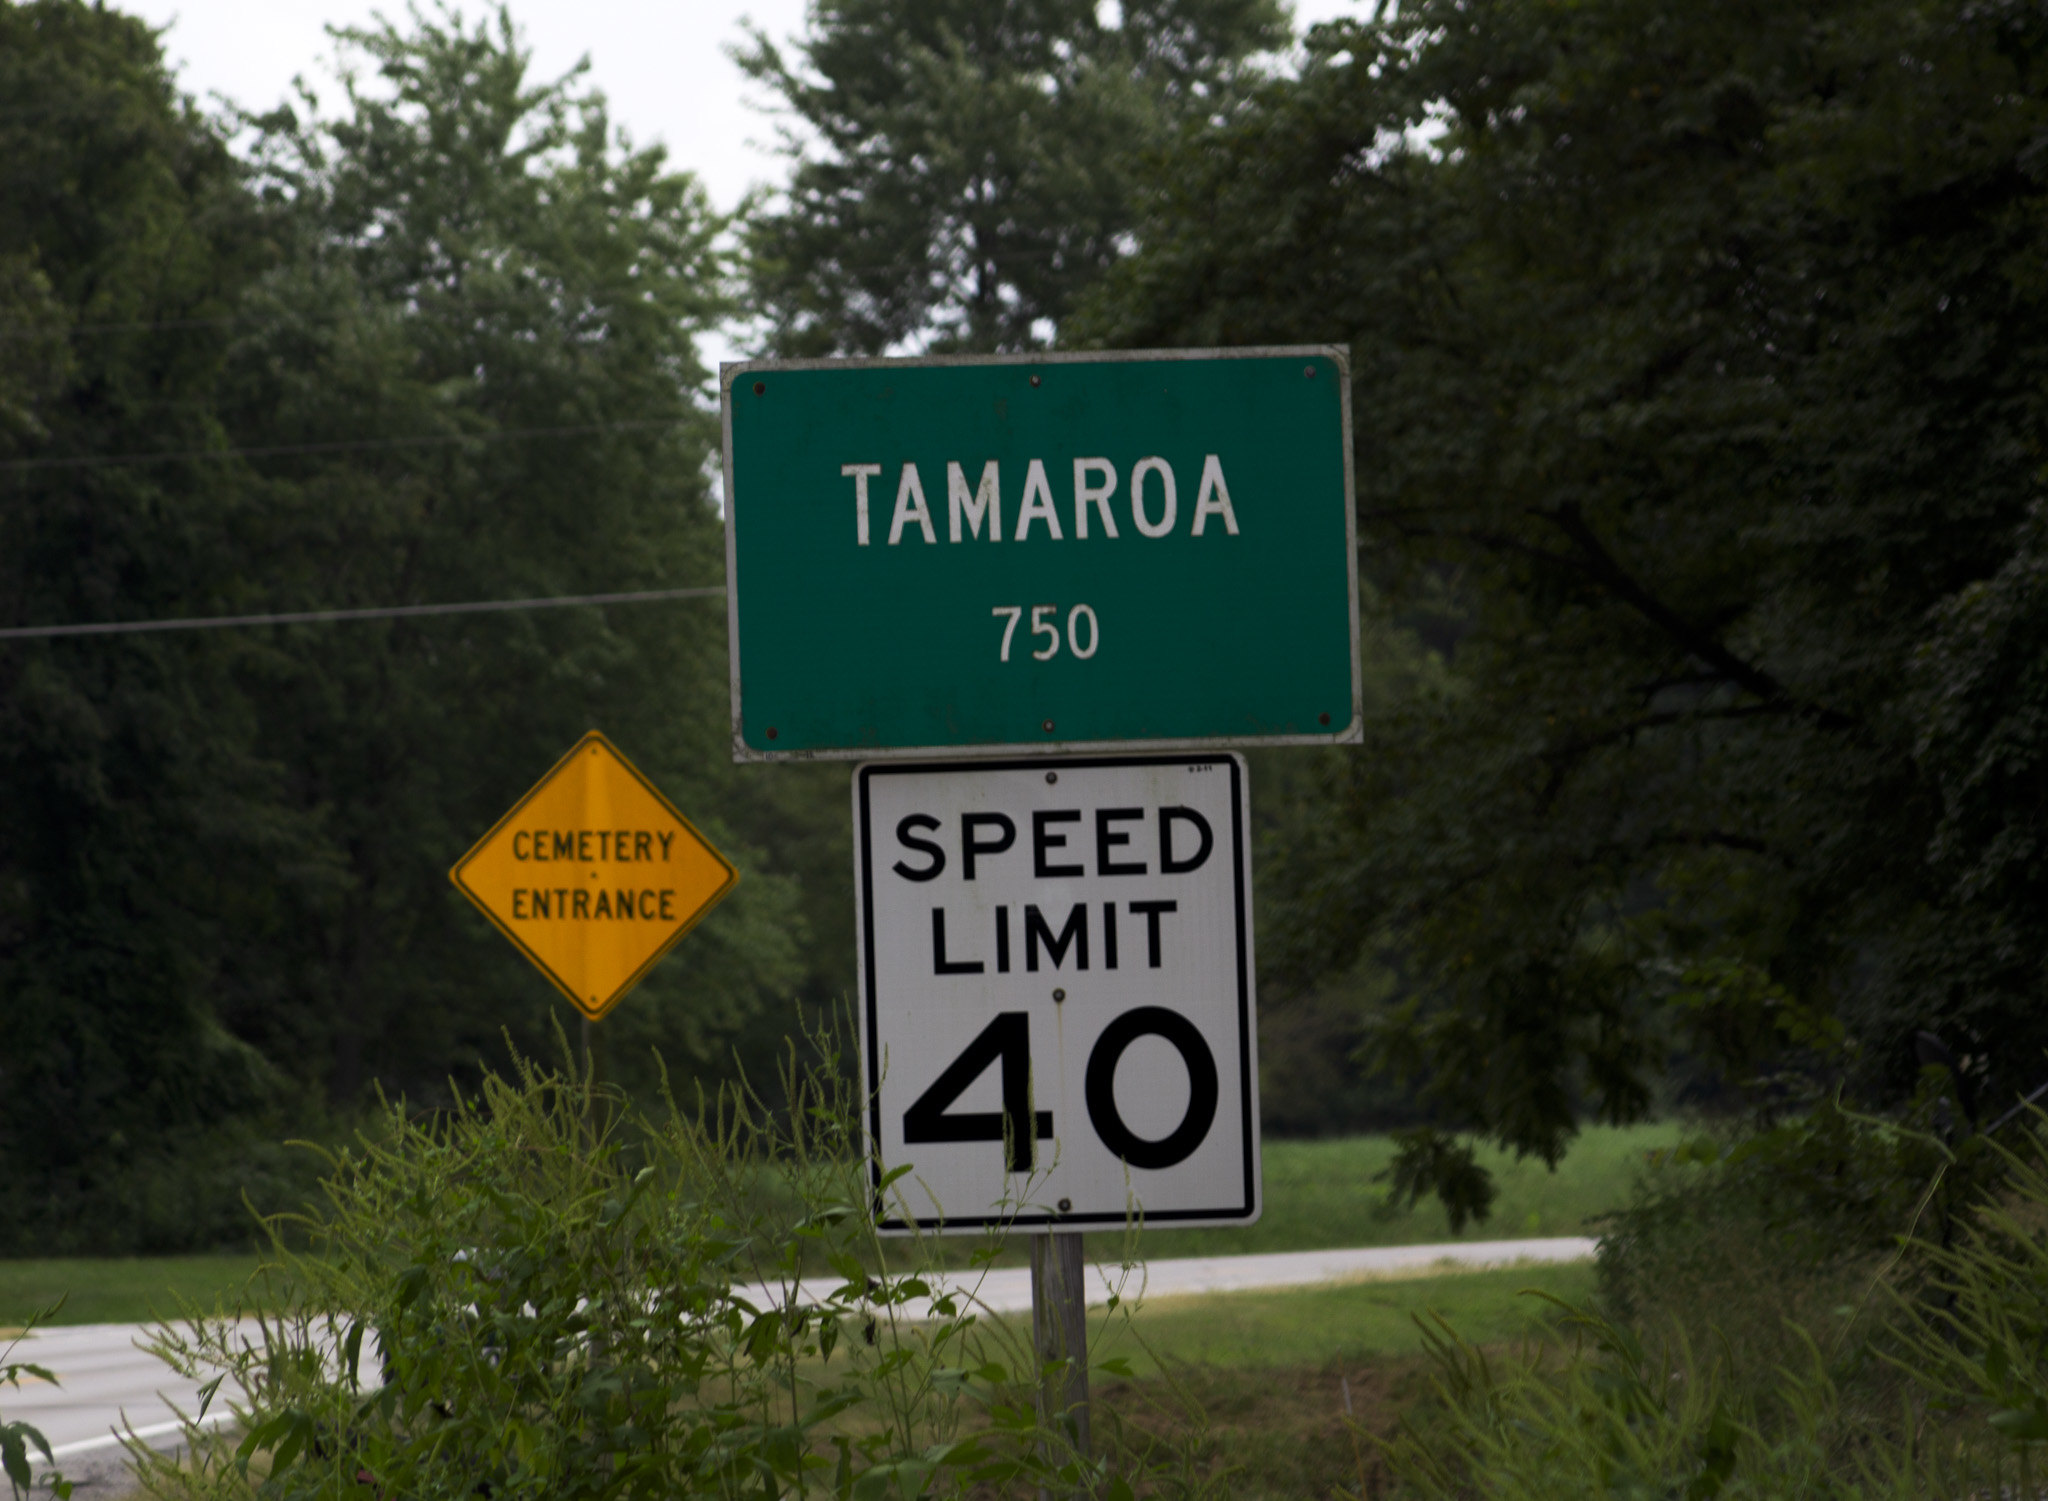 TAMAROA
750
CEMETERY
ENTRANCE
SPEED
LIMIT
40